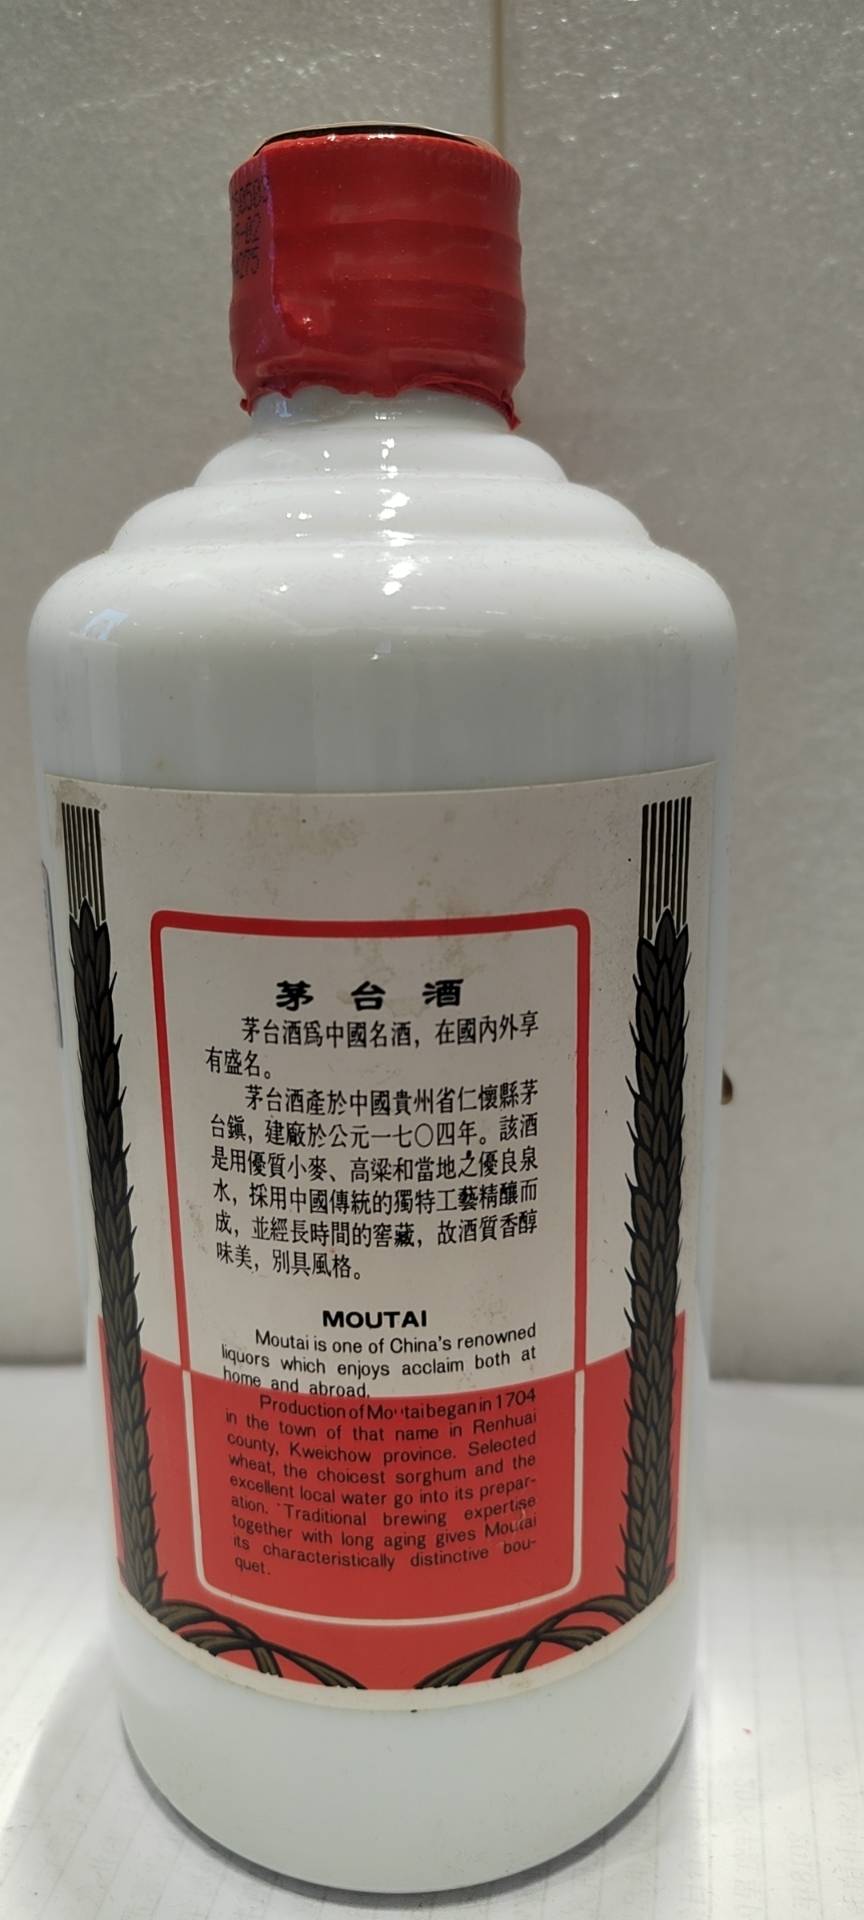 茅台酒
茅台酒爲中國名酒，在國內外享
有盛名。
茅台酒產於中國貴州省仁懷縣茅
台鎭，建廠於公元一七〇四年。該酒
是用優質小麥、高粱和當地之優良泉
水，採用中國傳統的獨特工藝精釀而
成，並經長時間的窖藏，故酒質香醇
味美，別具風格。
MOUTAI
Moutai is one of China's renowned
liquors which enjoys acclaim both at
home and abroad.
Production of Moutai began in 1704
in the town of that name in Renhuai
county, Kweichow province. Selected
wheat, the choicest sorghum and the
excellent local water go into its prepar-
ation. Traditional brewing expertise
together with long aging gives Moutai
its characteristically distinctive bou-
quet.